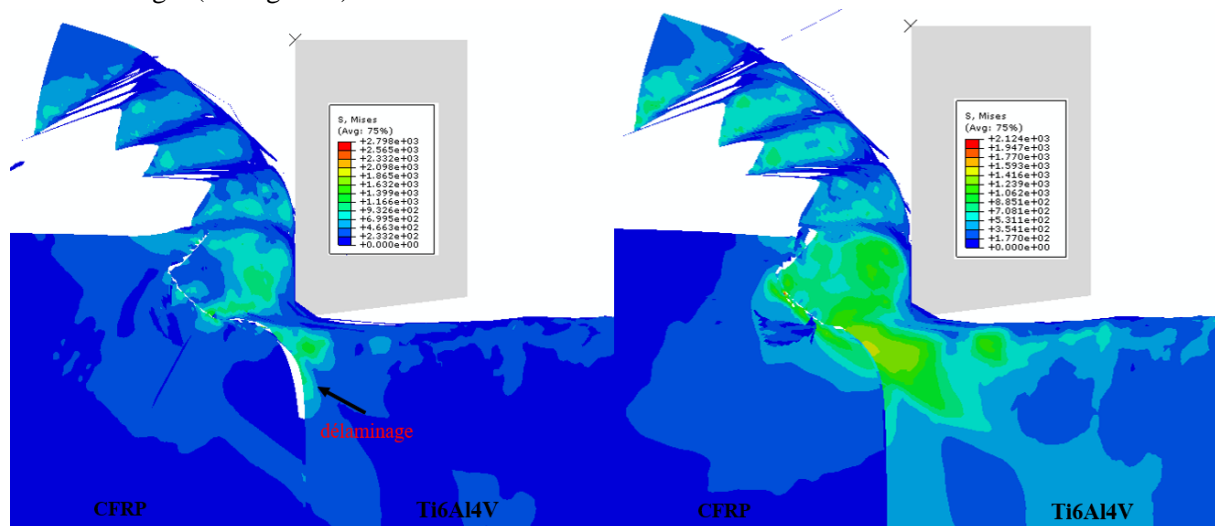 S, Mises
(Avg: 75%)
+2.798e+03
+2.565e+03
+2.332e+03
+2.098e+03
+1.865e+03
+1.632e+03
+1.399e+03
+1.166e+03
+9.326e+02
+6.995e+02
+4.663e+02
+2.332e+02
+0.000e+00
délaminage
CFRP
Ti6Al4V
S, Mises
(Avg: 75%)
+2.124e+03
+1.947e+03
+1.770e+03
+1.593e+03
+1.416e+03
+1.239e+03
+1.062e+03
+8.851e+02
+7.081e+02
+5.311e+02
+3.541e+02
+1.770e+02
+0.000e+00
CFRP
Ti6Al4V